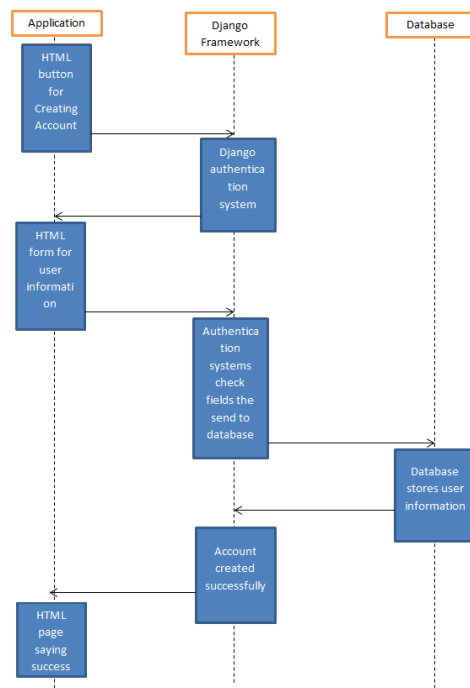 Application
Django
Framework
Database
HTML
button
for
Creating
Account
Django
authentica
tion
system
HTML
form for
user
informati
on
Authentica
tion
systems
check
fields the
send to
database
Database
stores user
information
Account
created
successfully
HTML
page
saying
success